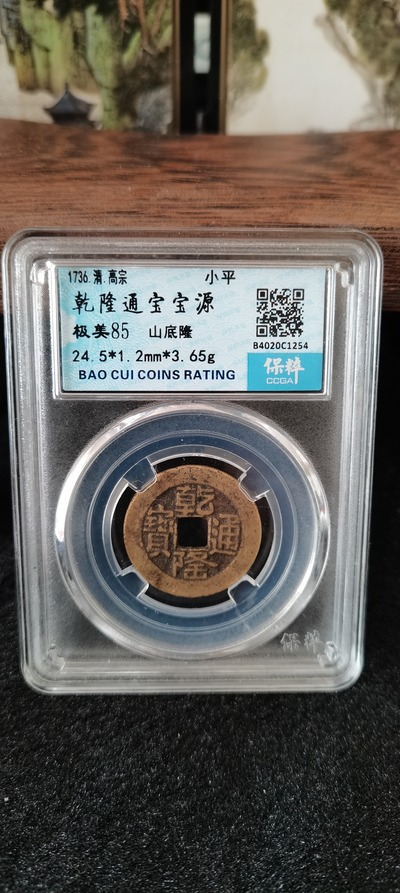 1736.清.高宗 小平
乾隆通宝宝源
极美85 山底隆
B4020C1254
24.5*1.2mm*3.65g
保粹
CCGA
BAO CUI COINS RATING
乾隆通寶
保粹